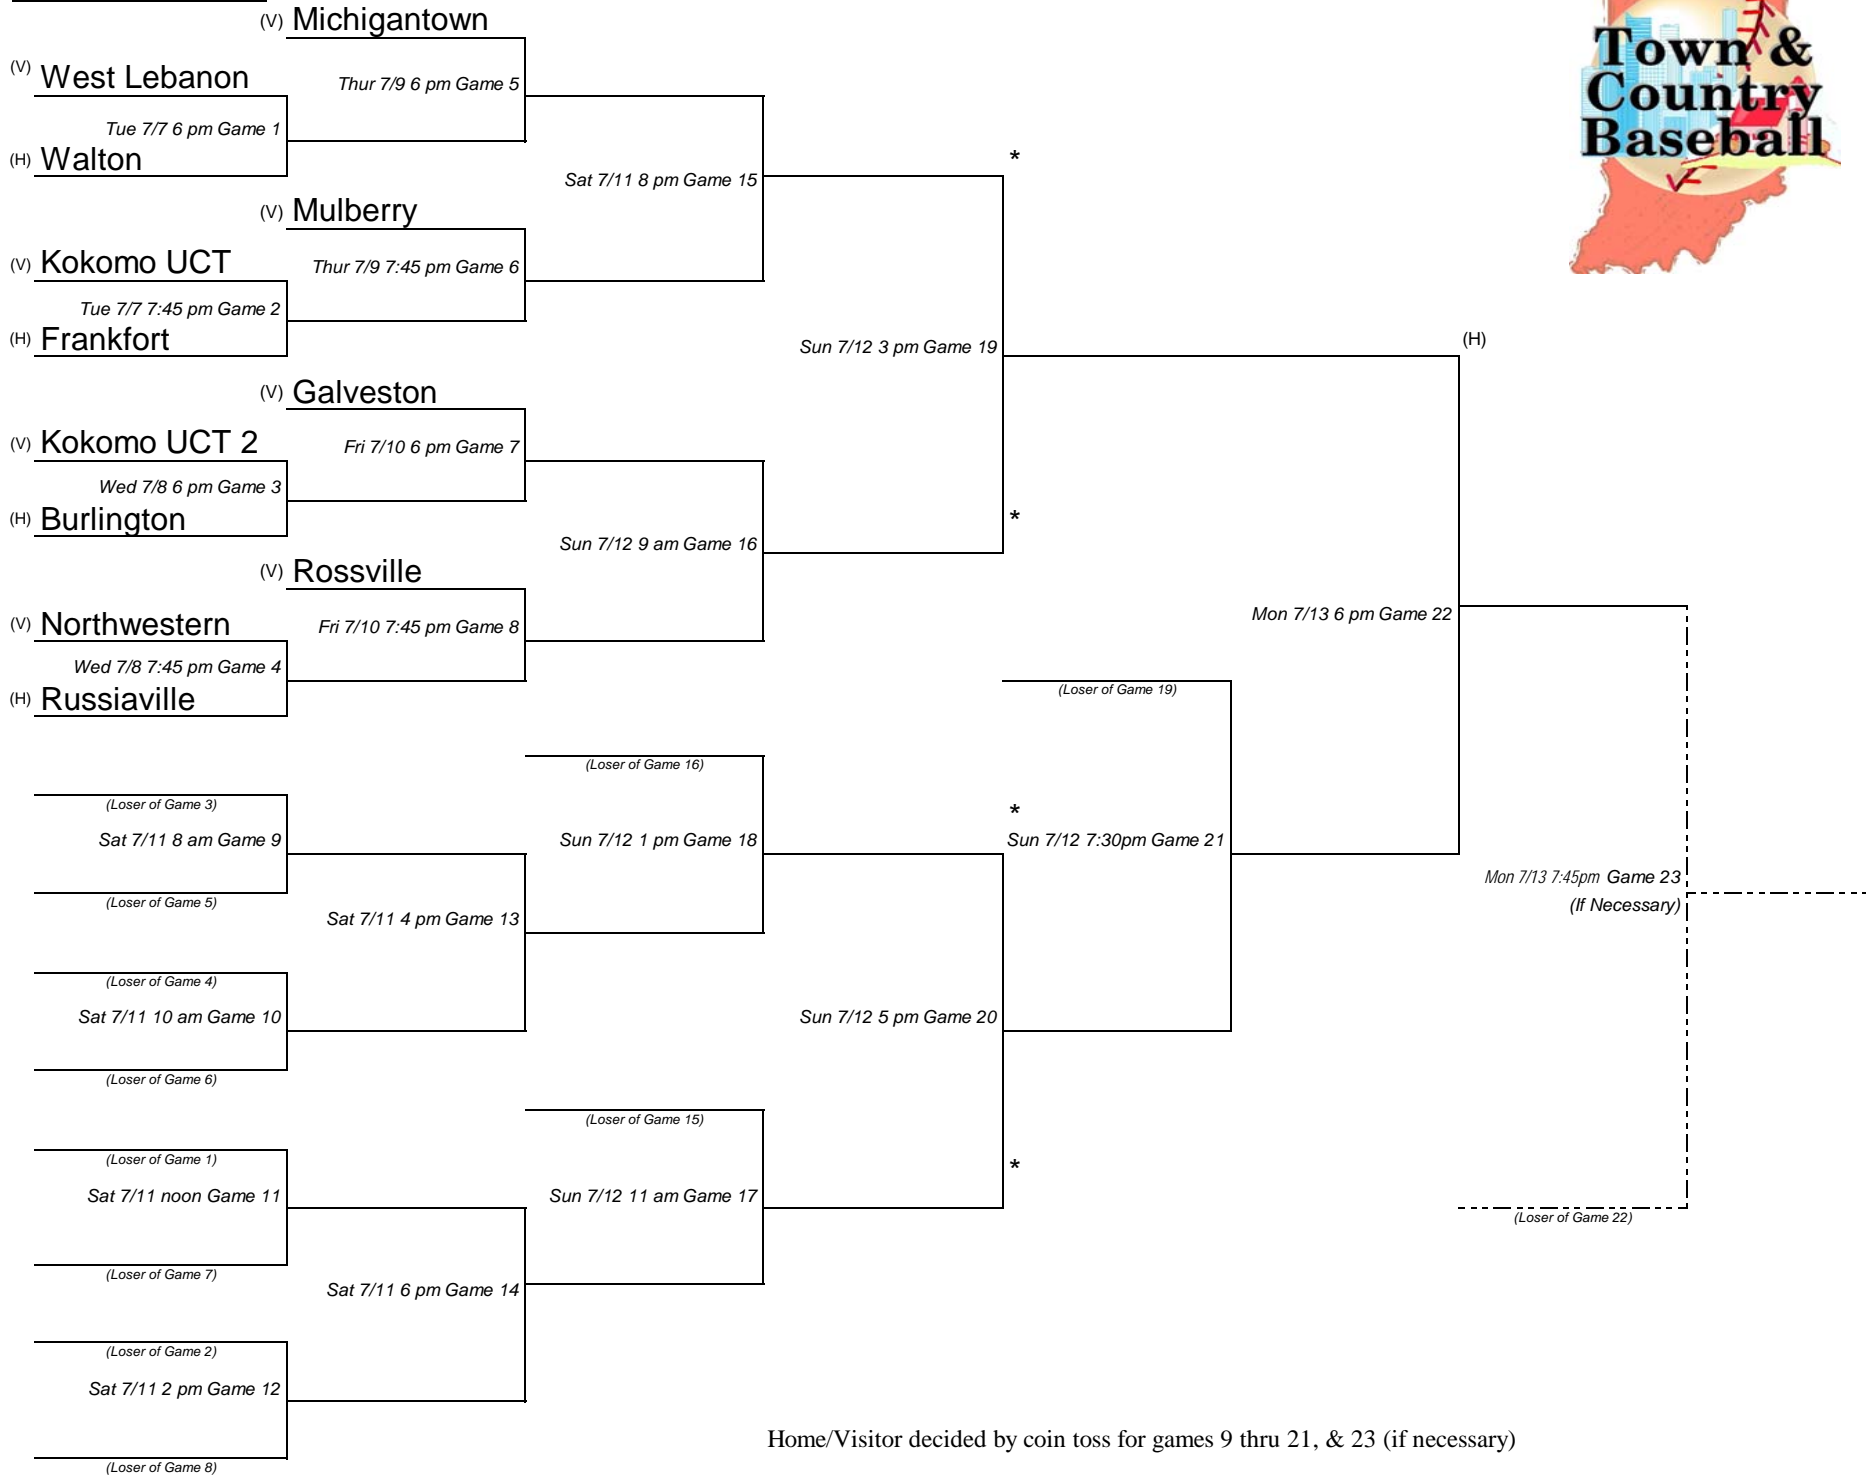 (V) Michigantown
Town &
Country
Baseball
(V) West Lebanon
Thur 7/9 6 pm Game 5
Tue 7/7 6 pm Game 1
(H) Walton
*
Sat 7/11 8 pm Game 15
(V) Mulberry
(V) Kokomo UCT
Thur 7/9 7:45 pm Game 6
Tue 7/7 7:45 pm Game 2
(H) Frankfort
Sun 7/12 3 pm Game 19
(H)
(V) Galveston
(V) Kokomo UCT 2
Fri 7/10 6 pm Game 7
Wed 7/8 6 pm Game 3
(H) Burlington
*
Sun 7/12 9 am Game 16
(V) Rossville
(V) Northwestern
Fri 7/10 7:45 pm Game 8
Mon 7/13 6 pm Game 22
Wed 7/8 7:45 pm Game 4
(H) Russiaville
(Loser of Game 19)
(Loser of Game 16)
(Loser of Game 3)
*
Sat 7/11 8 am Game 9
Sun 7/12 1 pm Game 18
Sun 7/12 7:30pm Game 21
Mon 7/13 7:45pm Game 23
(If Necessary)
(Loser of Game 5)
Sat 7/11 4 pm Game 13
(Loser of Game 4)
Sat 7/11 10 am Game 10
Sun 7/12 5 pm Game 20
(Loser of Game 6)
(Loser of Game 15)
(Loser of Game 1)
*
Sat 7/11 noon Game 11
Sun 7/12 11 am Game 17
(Loser of Game 22)
(Loser of Game 7)
Sat 7/11 6 pm Game 14
(Loser of Game 2)
Sat 7/11 2 pm Game 12
Home/Visitor decided by coin toss for games 9 thru 21, & 23 (if necessary)
(Loser of Game 8)